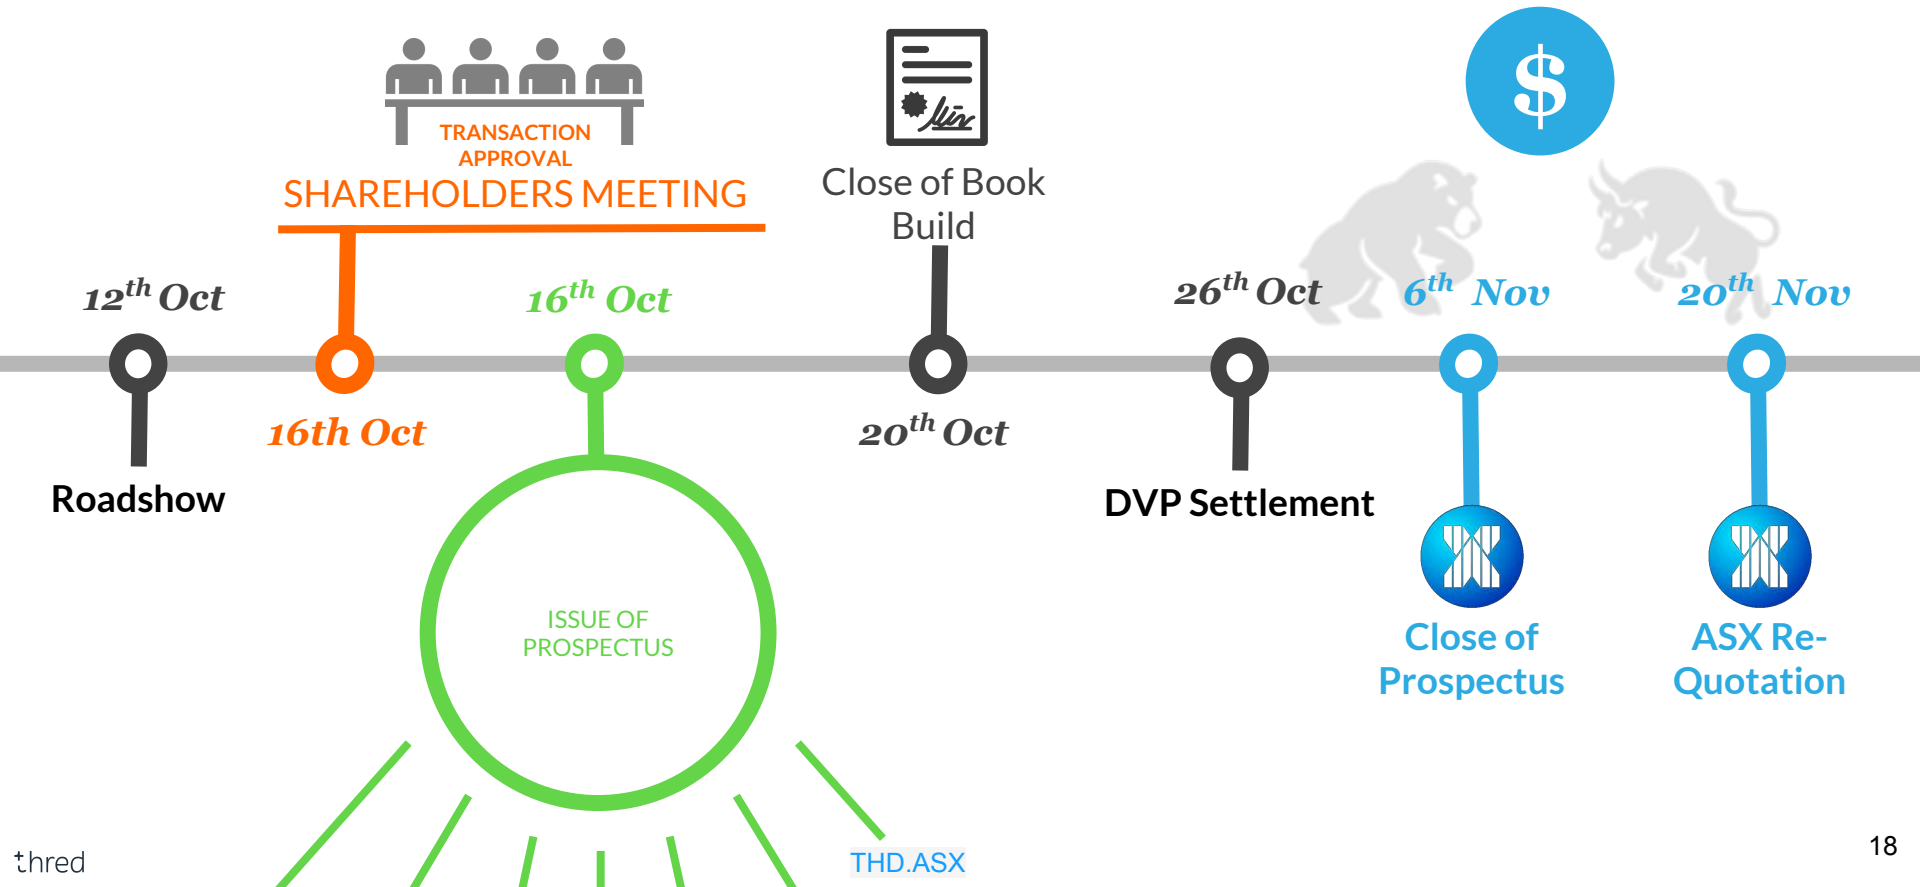 TRANSACTION
APPROVAL
SHAREHOLDERS MEETING
Close of Book
Build
$
12th Oct
16th Oct
26th Oct
6th Nov
20th Nov
16th Oct
20th Oct
Roadshow
DVP Settlement
ISSUE OF
PROSPECTUS
Close of
Prospectus
ASX Re-
Quotation
thred
THD.ASX
18